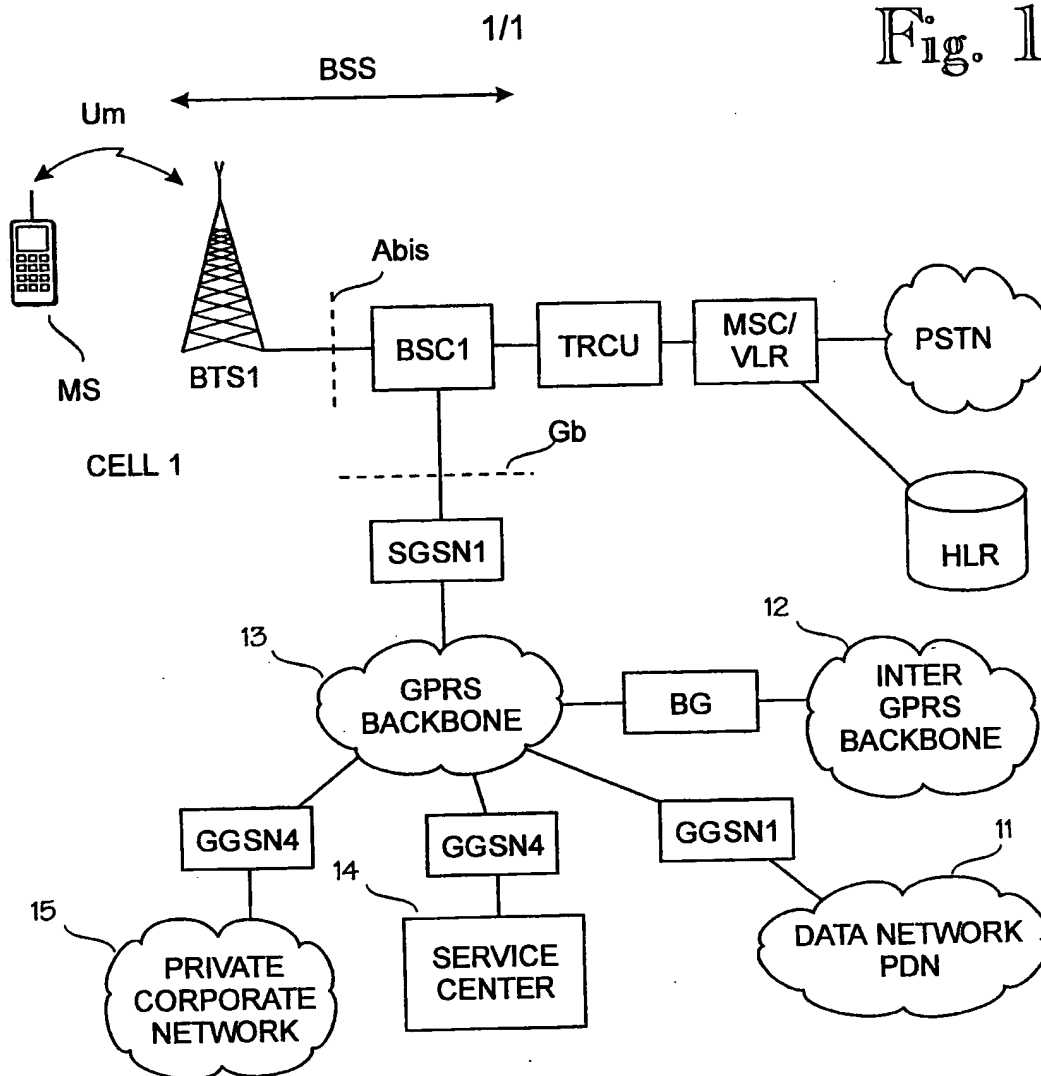 1/1
Fig. 1
BSS
Um
Abis
MS
BTS1
BSC1
TRCU
MSC/
VLR
PSTN
CELL 1
Gb
HLR
SGSN1
13
GPRS
BACKBONE
BG
12
INTER
GPRS
BACKBONE
GGSN4
GGSN4
GGSN1
15
PRIVATE
CORPORATE
NETWORK
14
SERVICE
CENTER
11
DATA NETWORK
PDN